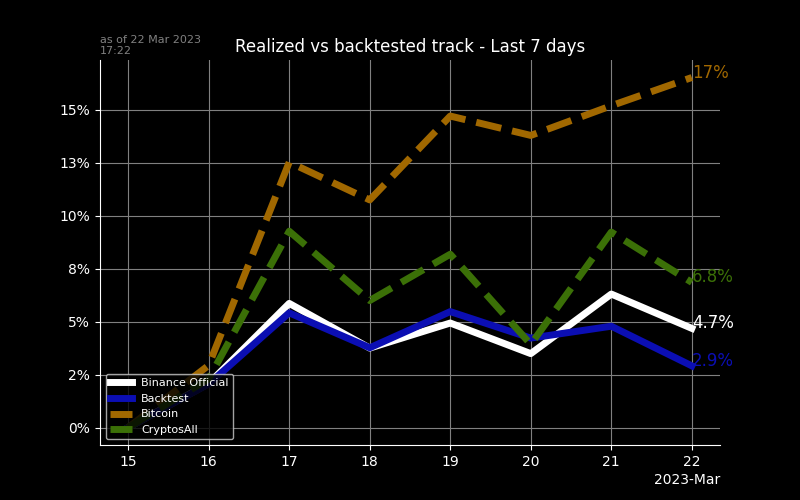 as of 22 Mar 2023
17:22
Realized vs backtested track - Last 7 days
17%
15%
13%
10%
8%
6.8%
5%
4.7%
2.9%
2%
0%
Binance Official
Backtest
Bitcoin
CryptosAll
15 16 17 18 19 20 21 22
2023-Mar